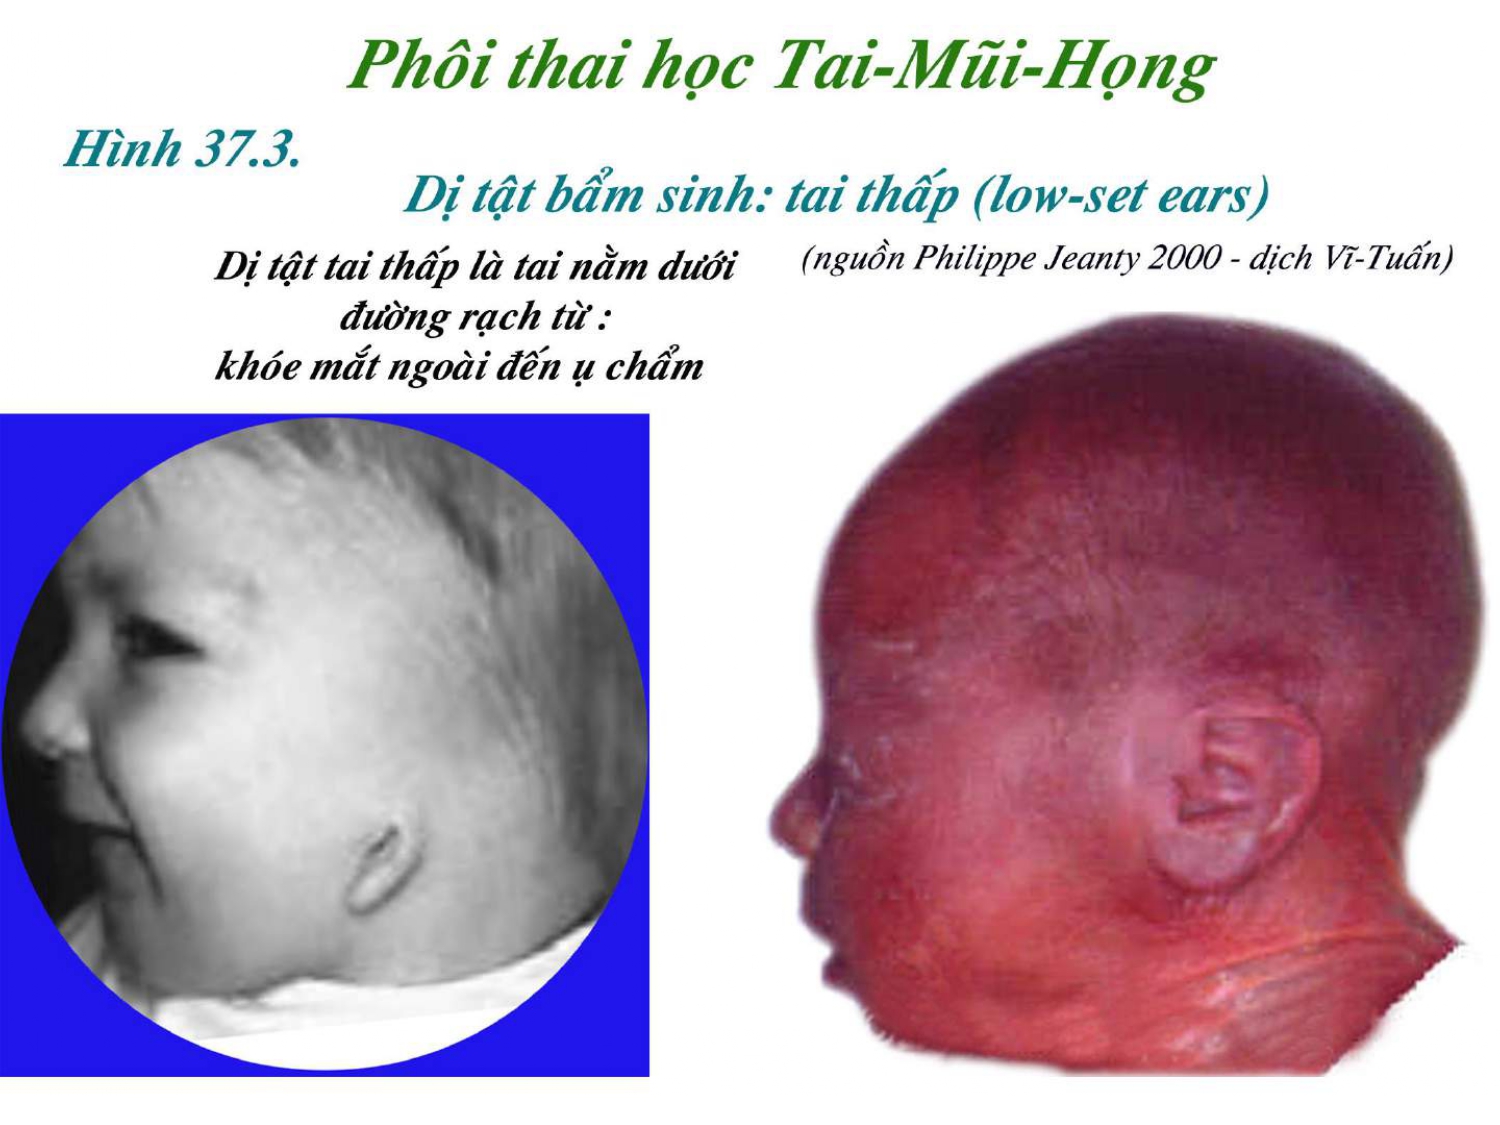 Phôi thai học Tai-Mũi-Họng
Hình 37.3.
Dị tật bẩm sinh: tai thấp (low-set ears)
(nguồn Philippe Jeanty 2000 - dịch Vĩ-Tuấn)
Dị tật tai thấp là tai nằm dưới
đường rạch từ :
khóe mắt ngoài đến ụ chẩm